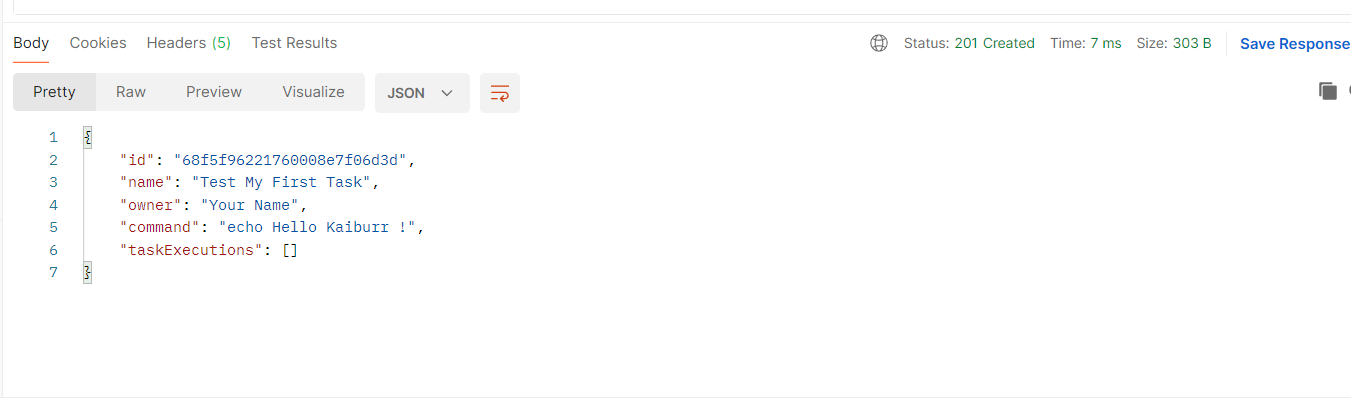 Body Cookies Headers (5) Test Results Status: 201 Created Time: 7 ms Size: 303 B Save Response
Pretty Raw Preview Visualize JSON
1 {
2 "id": "68f5f96221760008e7f06d3d",
3 "name": "Test My First Task",
4 "owner": "Your Name",
5 "command": "echo Hello Kaiburr !",
6 "taskExecutions": []
7 }